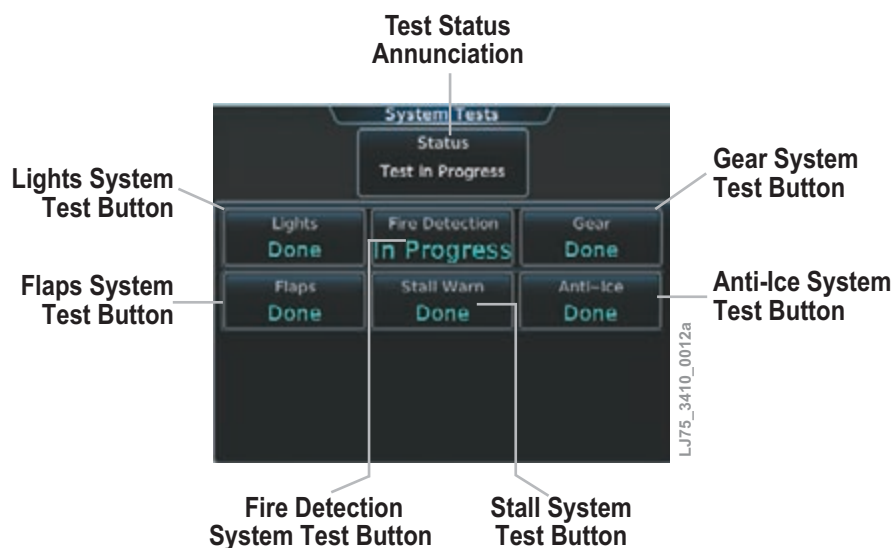 Test Status
Annunciation
System Tests
Status
Test In Progress
Lights System
Test Button
Gear System
Test Button
Lights
Done
Fire Detection
In Progress
Gear
Done
Flaps System
Test Button
Anti-Ice System
Test Button
Flaps
Done
Stall Warn
Done
Anti-Ice
Done
LJ75_3410_0012a
Fire Detection
System Test Button
Stall System
Test Button